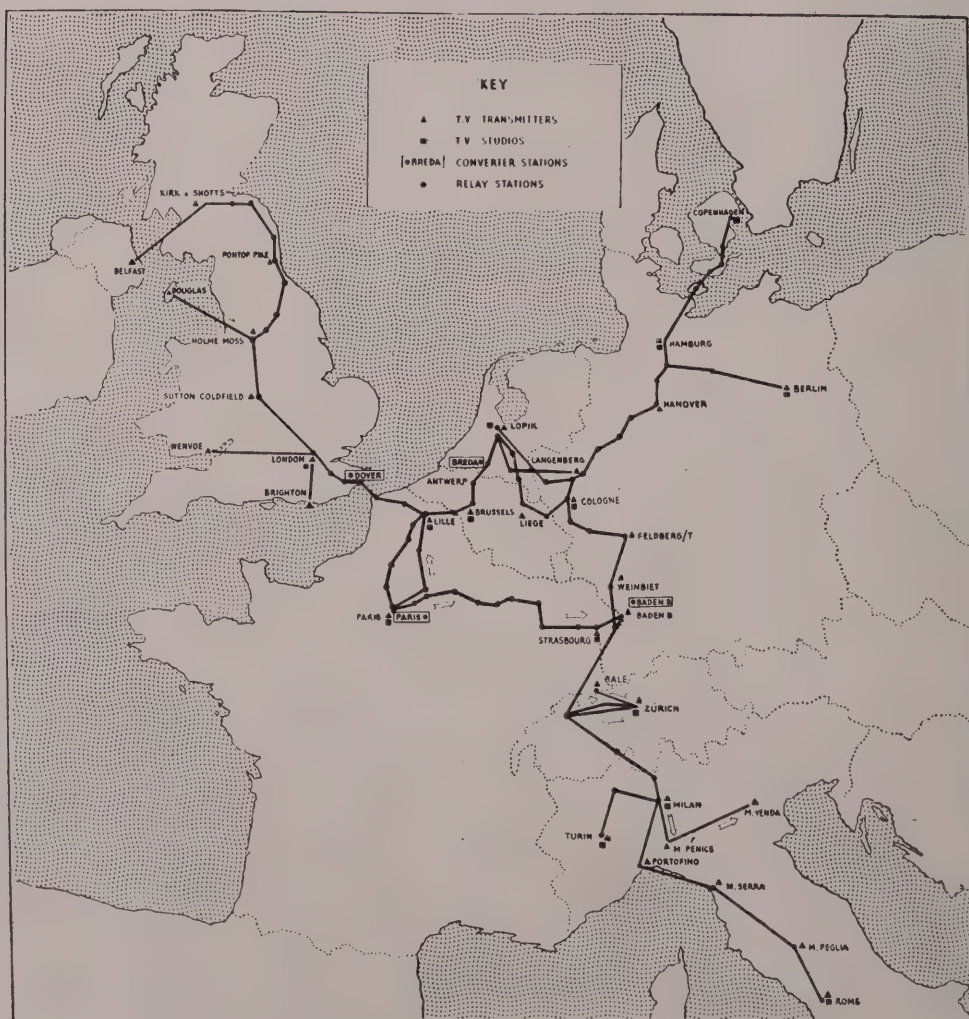 KEY
T.V TRANSMITTERS
T.V STUDIOS
BREDA CONVERTER STATIONS
RELAY STATIONS
KIRK o SHOTTS
BELFAST
PONTOP PIKE
DOUGLAS
HOLME MOSS
SUTTON COLDFIELD
WENVOE
LONDON
BRIGHTON
DOVER
COPENHAGEN
HAMBURG
BERLIN
HANOVER
LOPIK
BREDA
LANGENBERG
ANTWERP
COLOGNE
LILLE
BRUSSELS
LIEGE
FELDBERG/T
WEINBIET
PARIS
PARIS
BADEN B
BADEN B
STRASBOURG
BALE
ZÜRICH
MILAN
M. VENDA
TURIN
M. PENICE
PORTOFINO
M. SERRA
M. PEGLIA
ROME